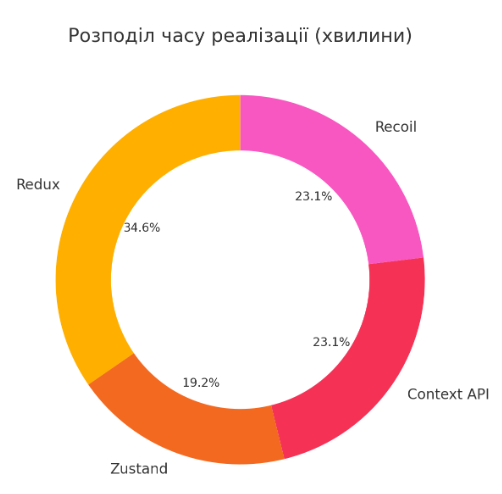 Розподіл часу реалізації (хвилини)
Recoil
Redux
23.1%
34.6%
23.1%
19.2%
Context API
Zustand